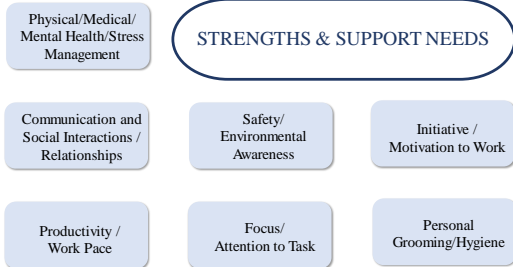 Physical/Medical/
Mental Health/Stress
Management
STRENGTHS & SUPPORT NEEDS
Communication and
Social Interactions /
Relationships
Safety/
Environmental
Awareness
Initiative /
Motivation to Work
Productivity /
Work Pace
Focus/
Attention to Task
Personal
Grooming/Hygiene